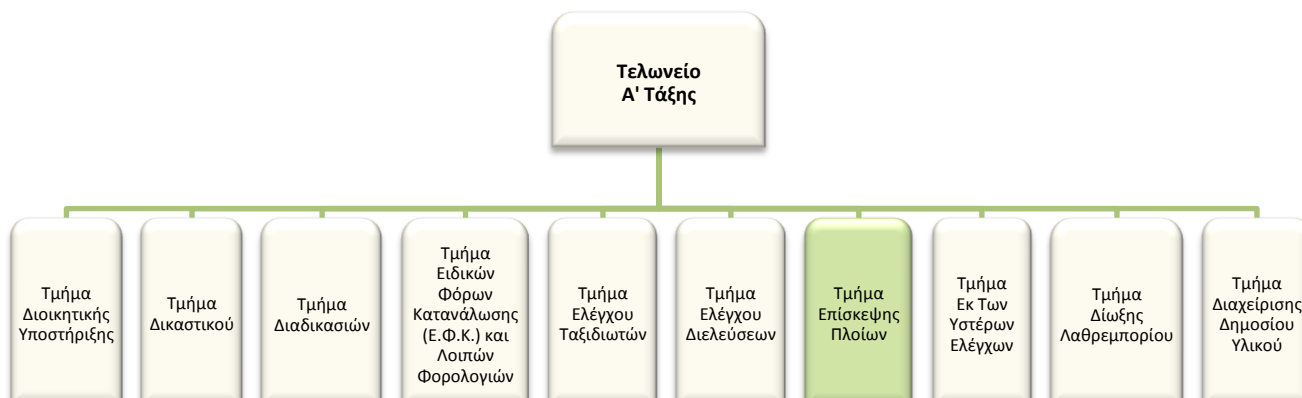 Τελωνείο
Α' Τάξης
Τμήμα
Διοικητικής
Υποστήριξης
Τμήμα
Δικαστικού
Τμήμα
Διαδικασιών
Τμήμα
Ειδικών
Φόρων
Κατανάλωσης
(Ε.Φ.Κ.) και
Λοιπών
Φορολογιών
Τμήμα
Ελέγχου
Ταξιδιωτών
Τμήμα
Ελέγχου
Διελεύσεων
Τμήμα
Επίσκεψης
Πλοίων
Τμήμα
Εκ Των
Υστέρων
Ελέγχων
Τμήμα
Δίωξης
Λαθρεμπορίου
Τμήμα
Διαχείρισης
Δημοσίου
Υλικού